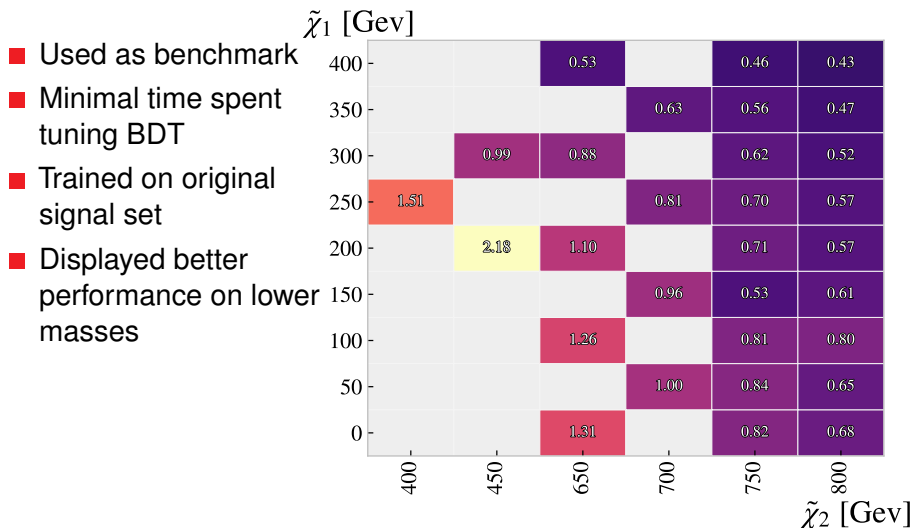 Used as benchmark
Minimal time spent
tuning BDT
Trained on original
signal set
Displayed better
performance on lower
masses
χ̃₁ [Gev]
400 0.53 0.46 0.43
350 0.63 0.56 0.47
300 0.99 0.88 0.62 0.52
250 1.51 0.81 0.70 0.57
200 2.18 1.10 0.71 0.57
150 0.96 0.53 0.61
100 1.26 0.81 0.80
50 1.00 0.84 0.65
0 1.31 0.82 0.68
400 450 650 700 750 800
χ̃₂ [Gev]